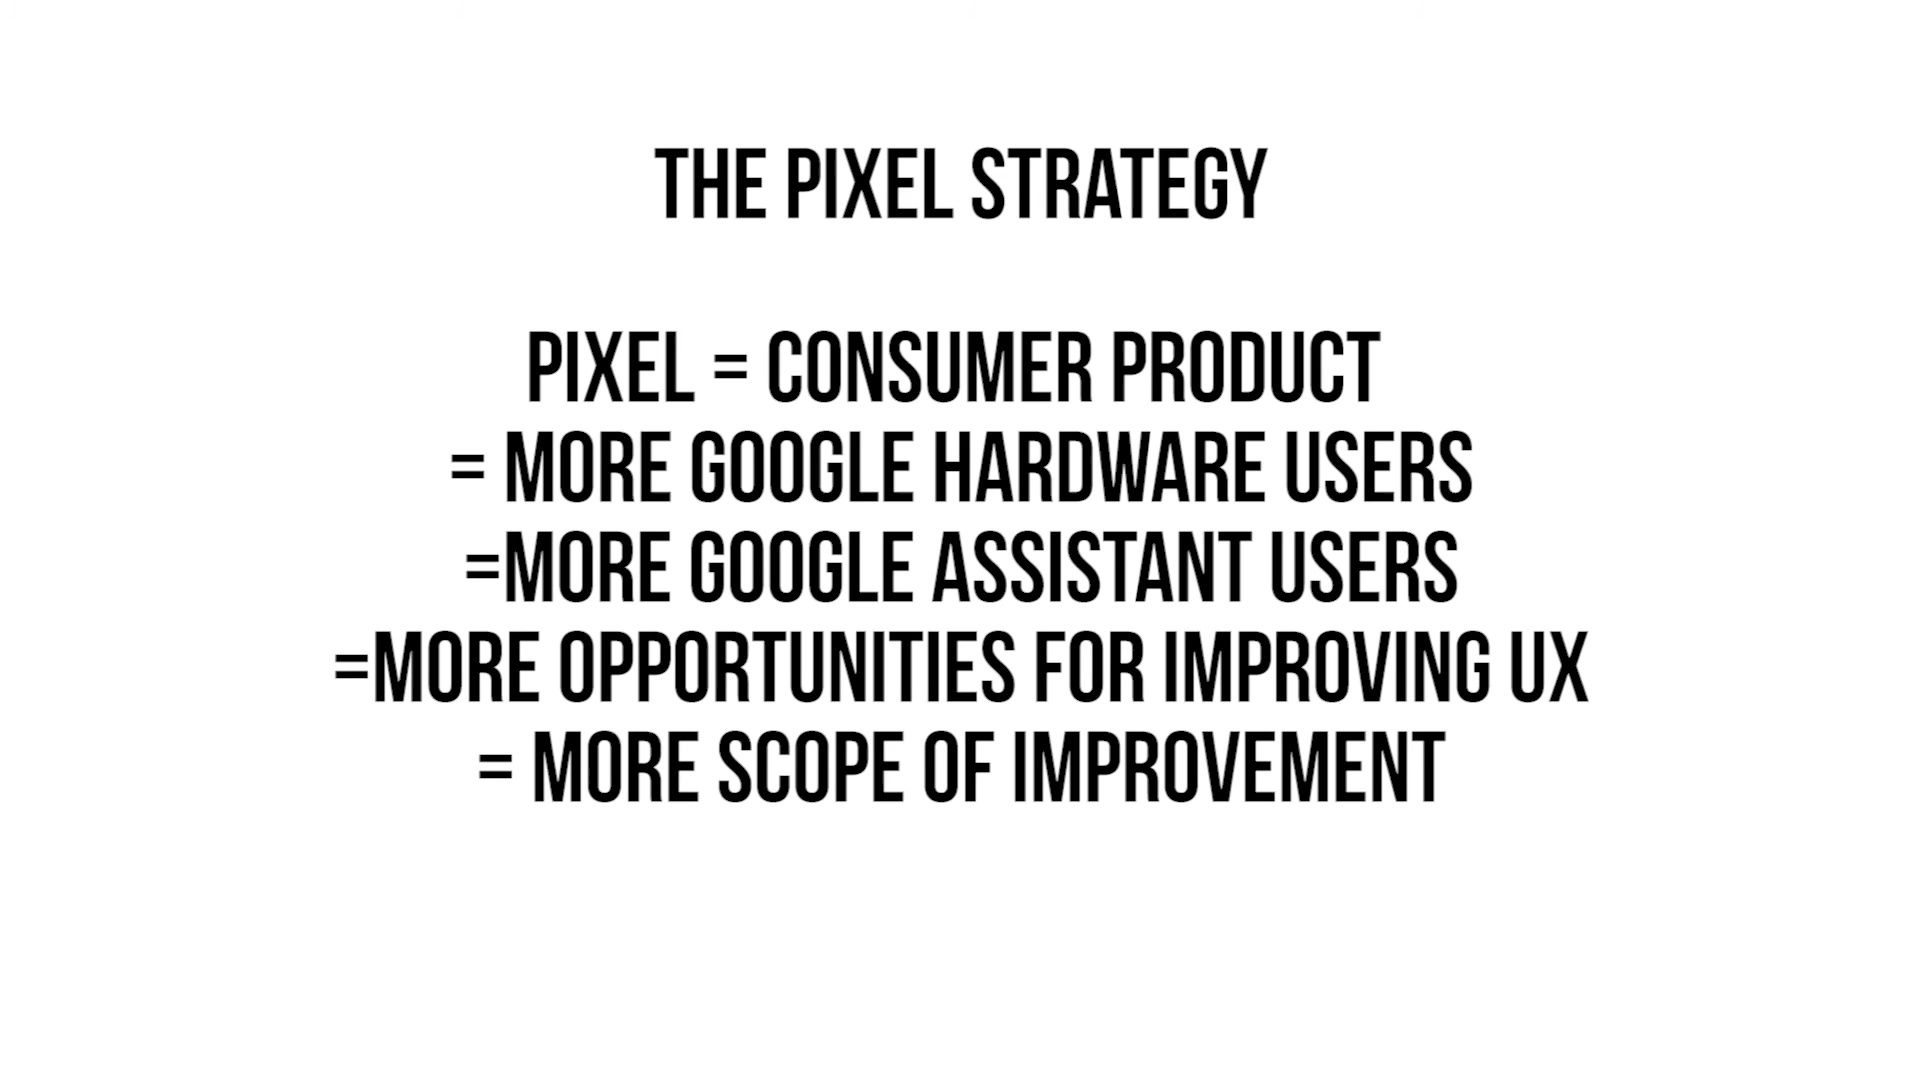 THE PIXEL STRATEGY
PIXEL = CONSUMER PRODUCT
= MORE GOOGLE HARDWARE USERS
=MORE GOOGLE ASSISTANT USERS
=MORE OPPORTUNITIES FOR IMPROVING UX
= MORE SCOPE OF IMPROVEMENT